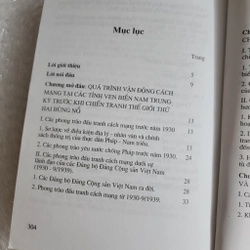 Mục lục
Trang
Lời giới thiệu 5
Lời nói đầu 9
Chương mở đầu: QUÁ TRÌNH VẬN ĐỘNG CÁCH
MẠNG TẠI CÁC TỈNH VEN BIỂN NAM TRUNG
KỲ TRƯỚC KHI CHIẾN TRANH THẾ GIỚI THỨ
HAI BÙNG NỔ 11
I. Các phong trào đấu tranh cách mạng trước năm 1930 11
1. Sơ lược về điều kiện địa lý - nhân văn và chính
sách thống trị của thực dân Pháp - Nam triều.
2. Các phong trào yêu nước chống Pháp trước năm
1930. 24
II. Các phong trào đấu tranh cách mạng dưới sự
lãnh đạo của các Đảng bộ Đảng Cộng sản Việt Nam
(1930-9/1939).
1. Các Đảng bộ Đảng Cộng sản Việt Nam ra đời.
2. Phong trào đấu tranh cách mạng từ 1930-9/1939.
304